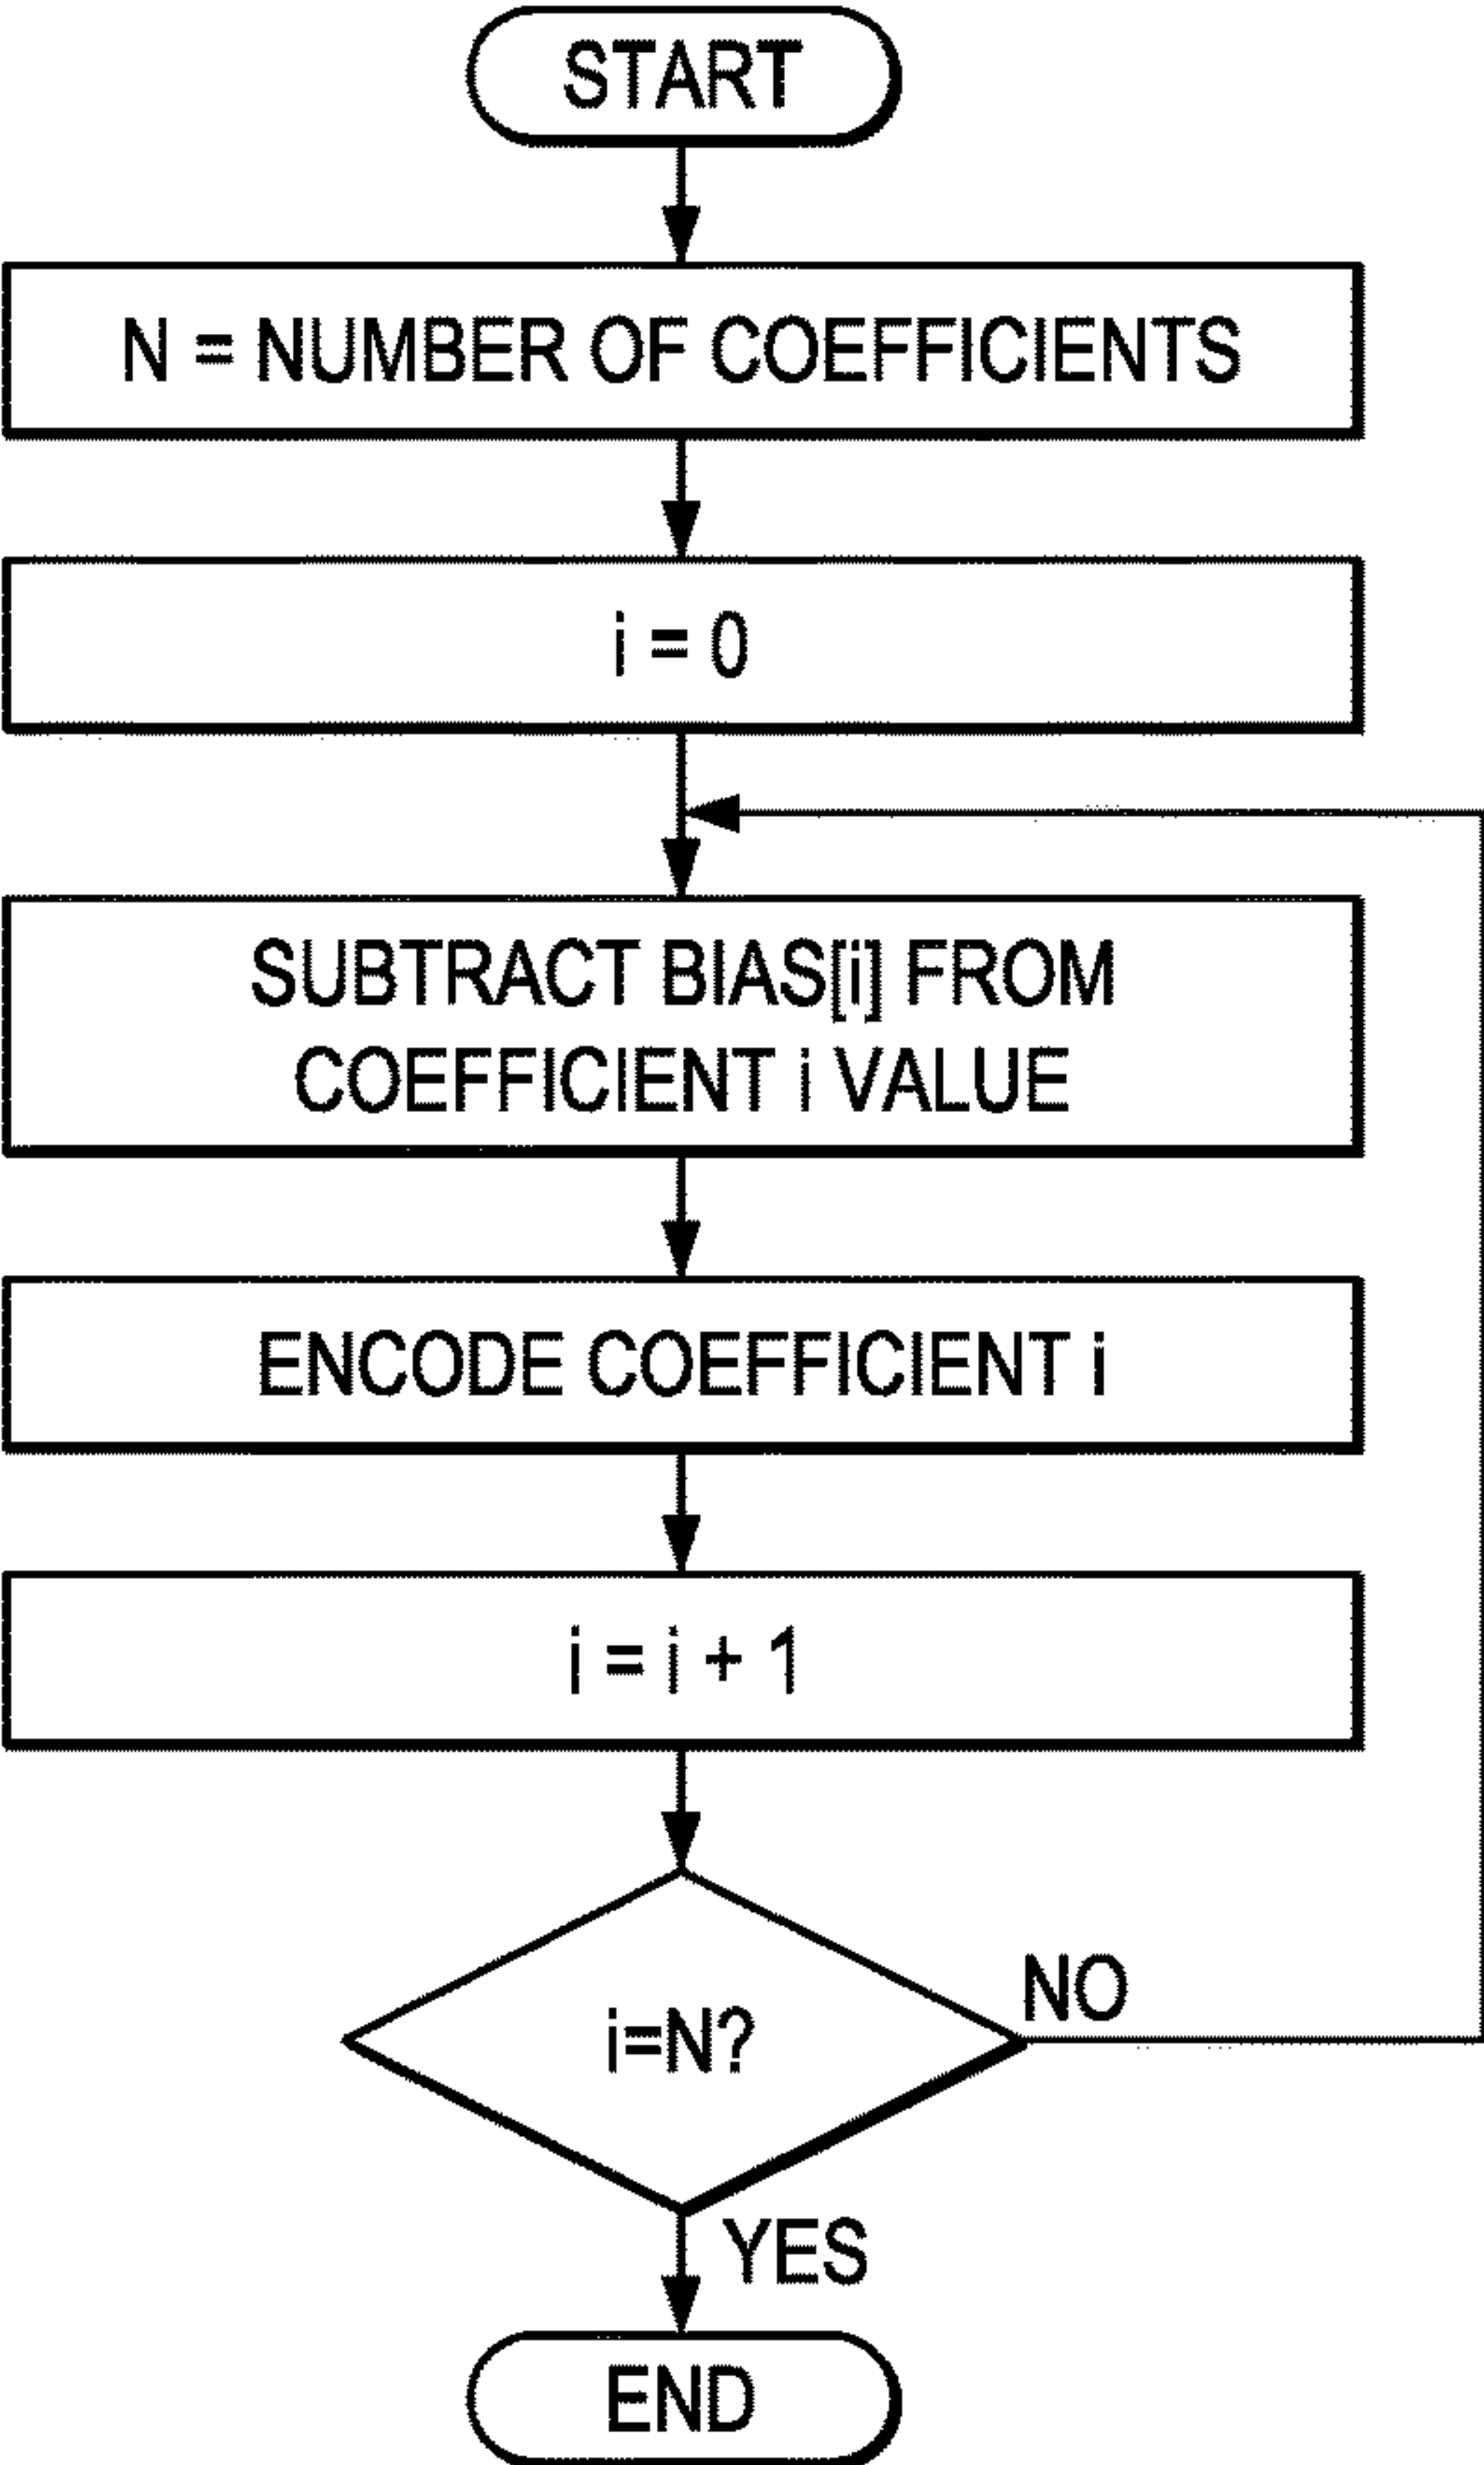 START
N = NUMBER OF COEFFICIENTS
i = 0
SUBTRACT BIAS[i] FROM
COEFFICIENT i VALUE
ENCODE COEFFICIENT i
i = i + 1
i=N?
NO
YES
END